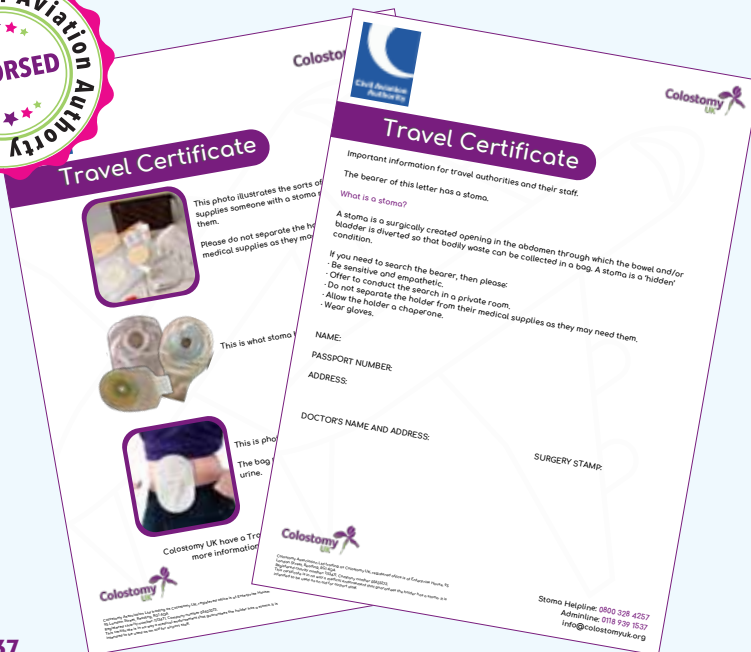 Aviation
ORSED
Authorty
Colosto
Travel Certificate
This photo illustrates the sorts of
supplies someone with a stoma
them.
Please do not separate the
medical supplies as they ma
This is what stoma
This is pho
The bag
urine.
Colostomy UK have a Tra
more information
Colostomy
UK
Civil Aviation
Authority
Colostomy
UK
Travel Certificate
Important information for travel authorities and their staff.
The bearer of this letter has a stoma.
What is a stoma?
A stoma is a surgically created opening in the abdomen through which the bowel and/or
bladder is diverted so that bodily waste can be collected in a bag. A stoma is a 'hidden'
condition.
If you need to search the bearer, then please:
· Be sensitive and empathetic.
· Offer to conduct the search in a private room.
· Do not separate the holder from their medical supplies as they may need them.
· Allow the holder a chaperone.
· Wear gloves.
NAME:
PASSPORT NUMBER:
ADDRESS:
DOCTOR'S NAME AND ADDRESS:
SURGERY STAMP:
Colostomy
UK
Stoma Helpline: 0800 328 4257
Adminline: 0118 939 1537
info@colostomyuk.org
37